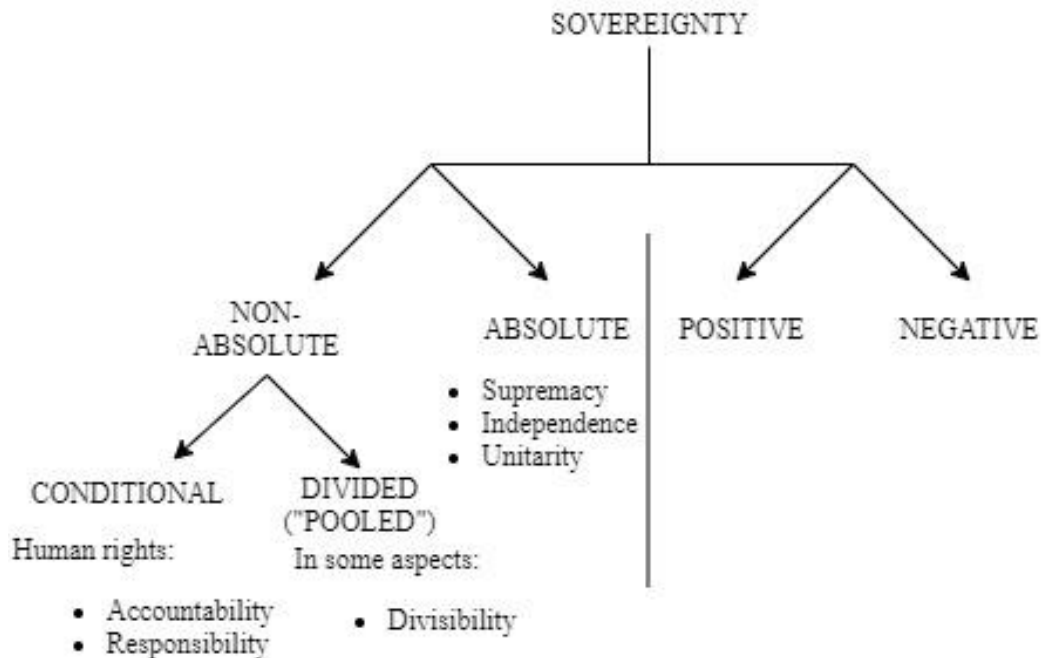 SOVEREIGNTY
NON-
ABSOLUTE
ABSOLUTE
POSITIVE
NEGATIVE
• Supremacy
• Independence
• Unitarity
CONDITIONAL
Human rights:
• Accountability
• Responsibility
DIVIDED
("POOLED")
In some aspects:
• Divisibility